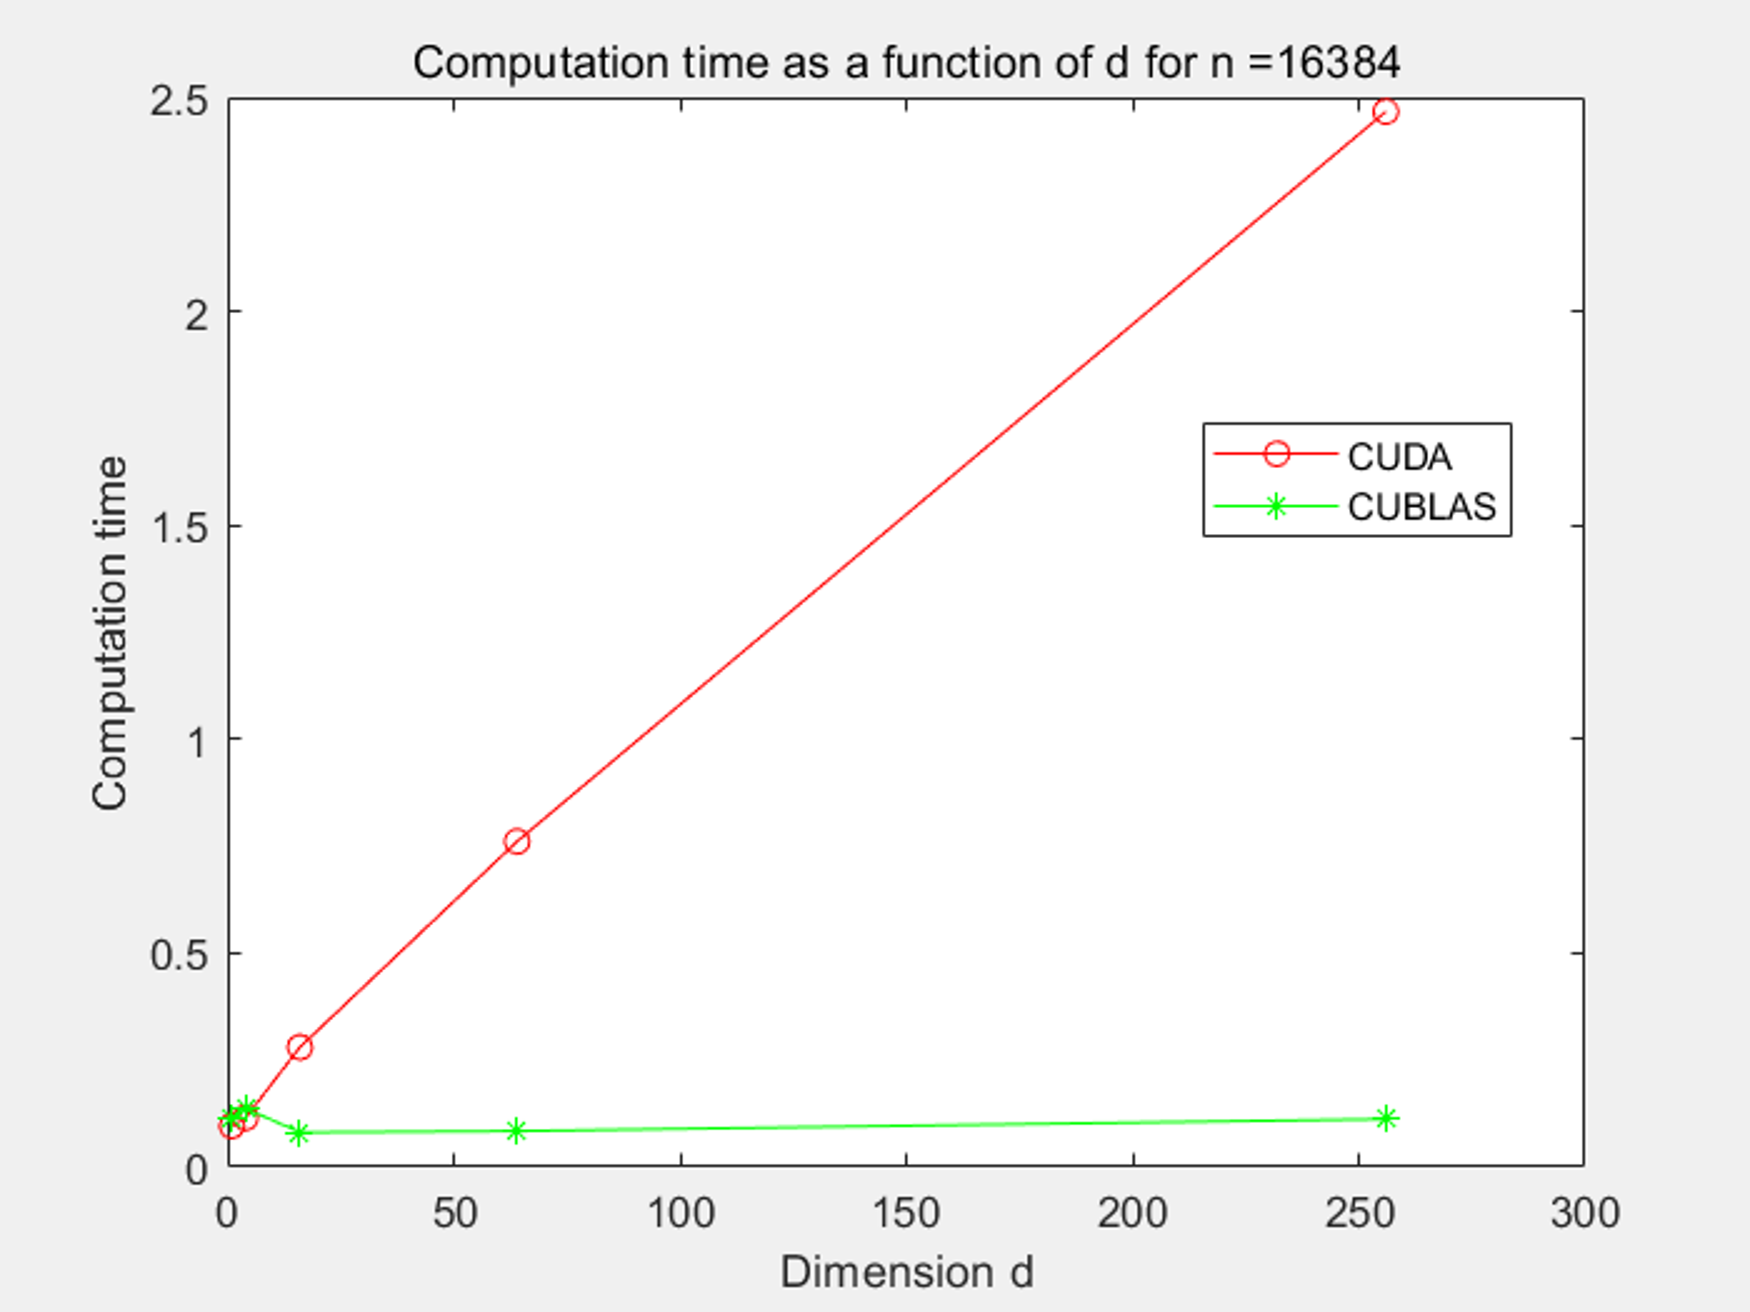 Computation time as a function of d for n =16384
2.5
2
1.5
1
0.5
0
Computation time
CUDA
CUBLAS
0 50 100 150 200 250 300
Dimension d